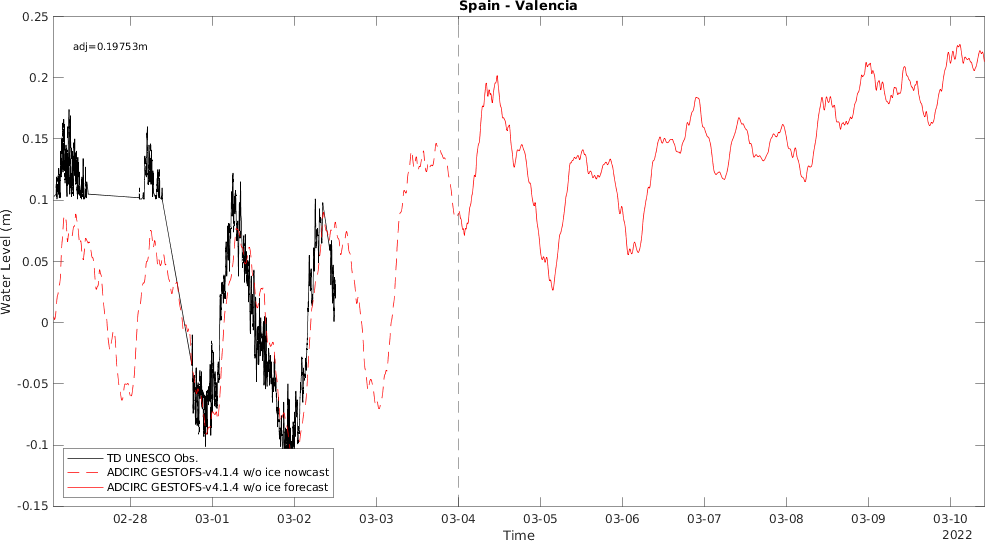 Spain - Valencia
adj=0.19753m
0.25
0.2
0.15
0.1
0.05
0
-0.05
-0.1
-0.15
Water Level (m)
TD UNESCO Obs.
ADCIRC GESTOFS-v4.1.4 w/o ice nowcast
ADCIRC GESTOFS-v4.1.4 w/o ice forecast
02-28 03-01 03-02 03-03 03-04 03-05 03-06 03-07 03-08 03-09 03-10
Time
2022